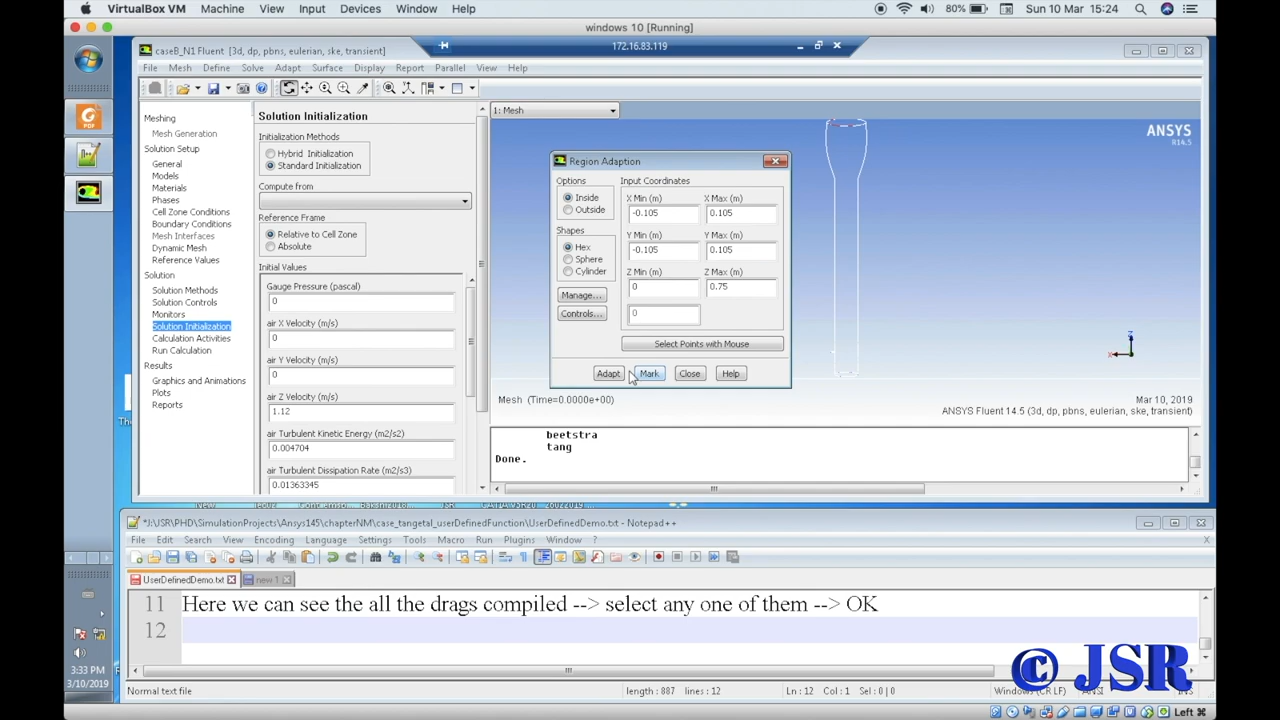 VirtualBox VM Machine View Input Devices Window Help 80% Sun 10 Mar 15:24
windows 10 [Running]
caseB_N1 Fluent [3d, dp, pbns, eulerian, ske, transient]
172.16.83.119
File Mesh Define Solve Adapt Surface Display Report Parallel View Help
Meshing
Mesh Generation
Solution Setup
General
Models
Materials
Phases
Cell Zone Conditions
Boundary Conditions
Mesh Interfaces
Dynamic Mesh
Reference Values
Solution
Solution Methods
Solution Controls
Monitors
Solution Initialization
Calculation Activities
Run Calculation
Results
Graphics and Animations
Plots
Reports
Solution Initialization
Initialization Methods
Hybrid Initialization
Standard Initialization
Compute from
Reference Frame
Relative to Cell Zone
Absolute
Initial Values
Gauge Pressure (pascal)
0
air X Velocity (m/s)
0
air Y Velocity (m/s)
0
air Z Velocity (m/s)
1.12
air Turbulent Kinetic Energy (m2/s2)
0.004704
air Turbulent Dissipation Rate (m2/s3)
0.01363345
1: Mesh
ANSYS
R14.5
Region Adaption
Options
Inside
Outside
Shapes
Hex
Sphere
Cylinder
Manage...
Controls...
Input Coordinates
X Min (m) X Max (m)
-0.105 0.105
Y Min (m) Y Max (m)
-0.105 0.105
Z Min (m) Z Max (m)
0 0.75
0
Select Points with Mouse
Adapt Mark Close Help
Z
X
Mesh (Time=0.0000e+00)
Mar 10, 2019
ANSYS Fluent 14.5 (3d, dp, pbns, eulerian, ske, transient)
beetstra
tang
Done.
*J:\JSR\PHD\SimulationProjects\Ansys145\chapterNM\case_tangetal_userDefinedFunction\UserDefinedDemo.txt - Notepad++
File Edit Search View Encoding Language Settings Tools Macro Run Plugins Window ?
UserDefinedDemo.txt new 1
11 Here we can see the all the drags compiled --> select any one of them --> OK
12
3:33 PM
3/10/2019
Normal text file length : 887 lines : 12 Ln : 12 Col : 1 Sel : 0 | 0
© JSR
Left ⌘